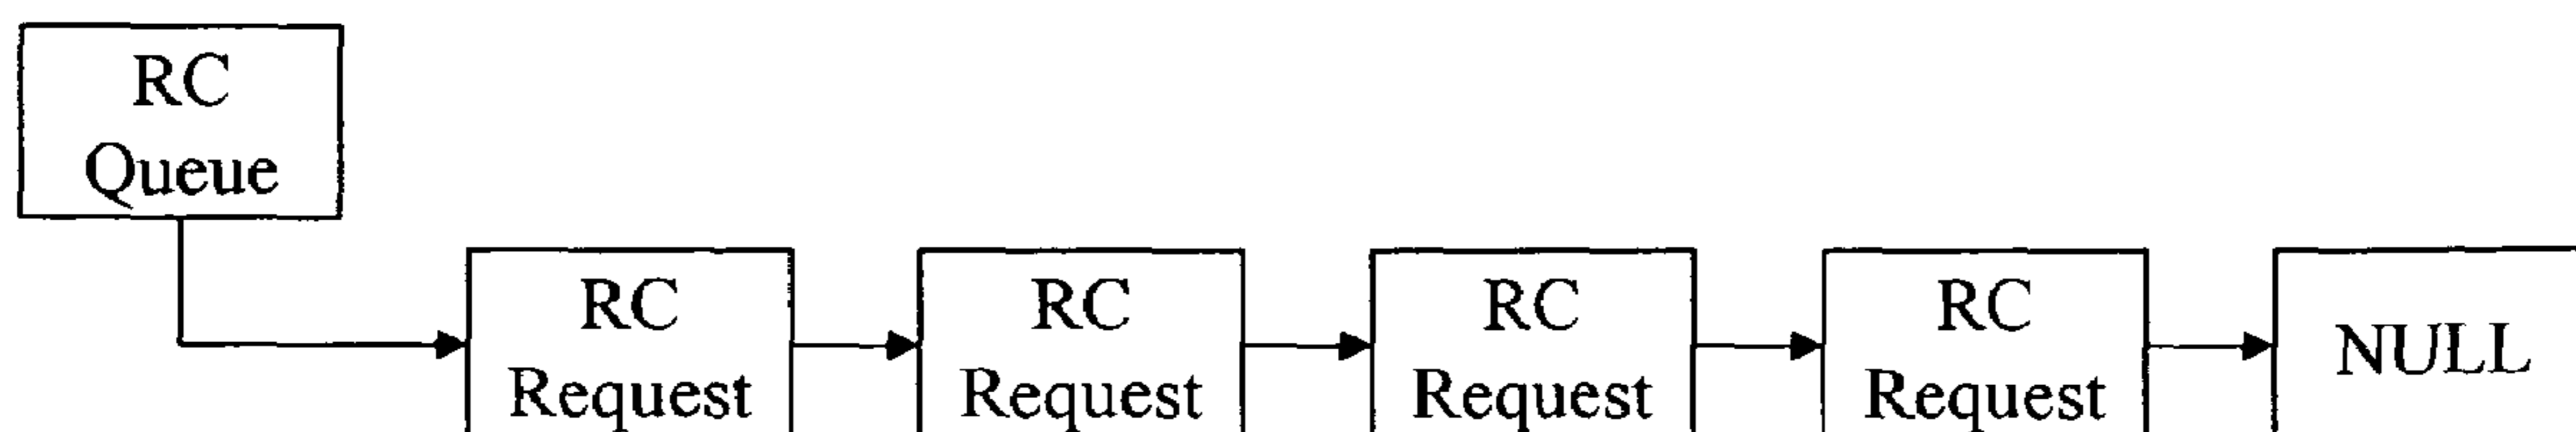 RC
Queue
RC
Request
RC
Request
RC
Request
RC
Request
NULL